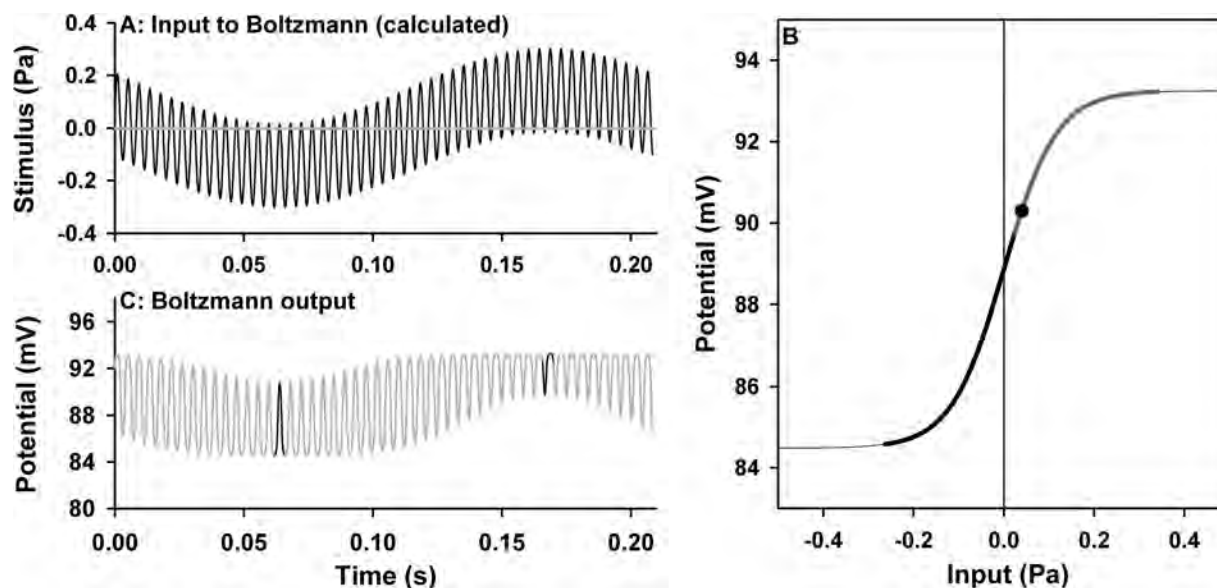 A: Input to Boltzmann (calculated)
Stimulus (Pa)
0.4
0.2
0.0
-0.2
-0.4
0.00 0.05 0.10 0.15 0.20
C: Boltzmann output
Potential (mV)
96
92
88
84
80
0.00 0.05 0.10 0.15 0.20
Time (s)
B
Potential (mV)
94
92
90
88
86
84
-0.4 -0.2 0.0 0.2 0.4
Input (Pa)